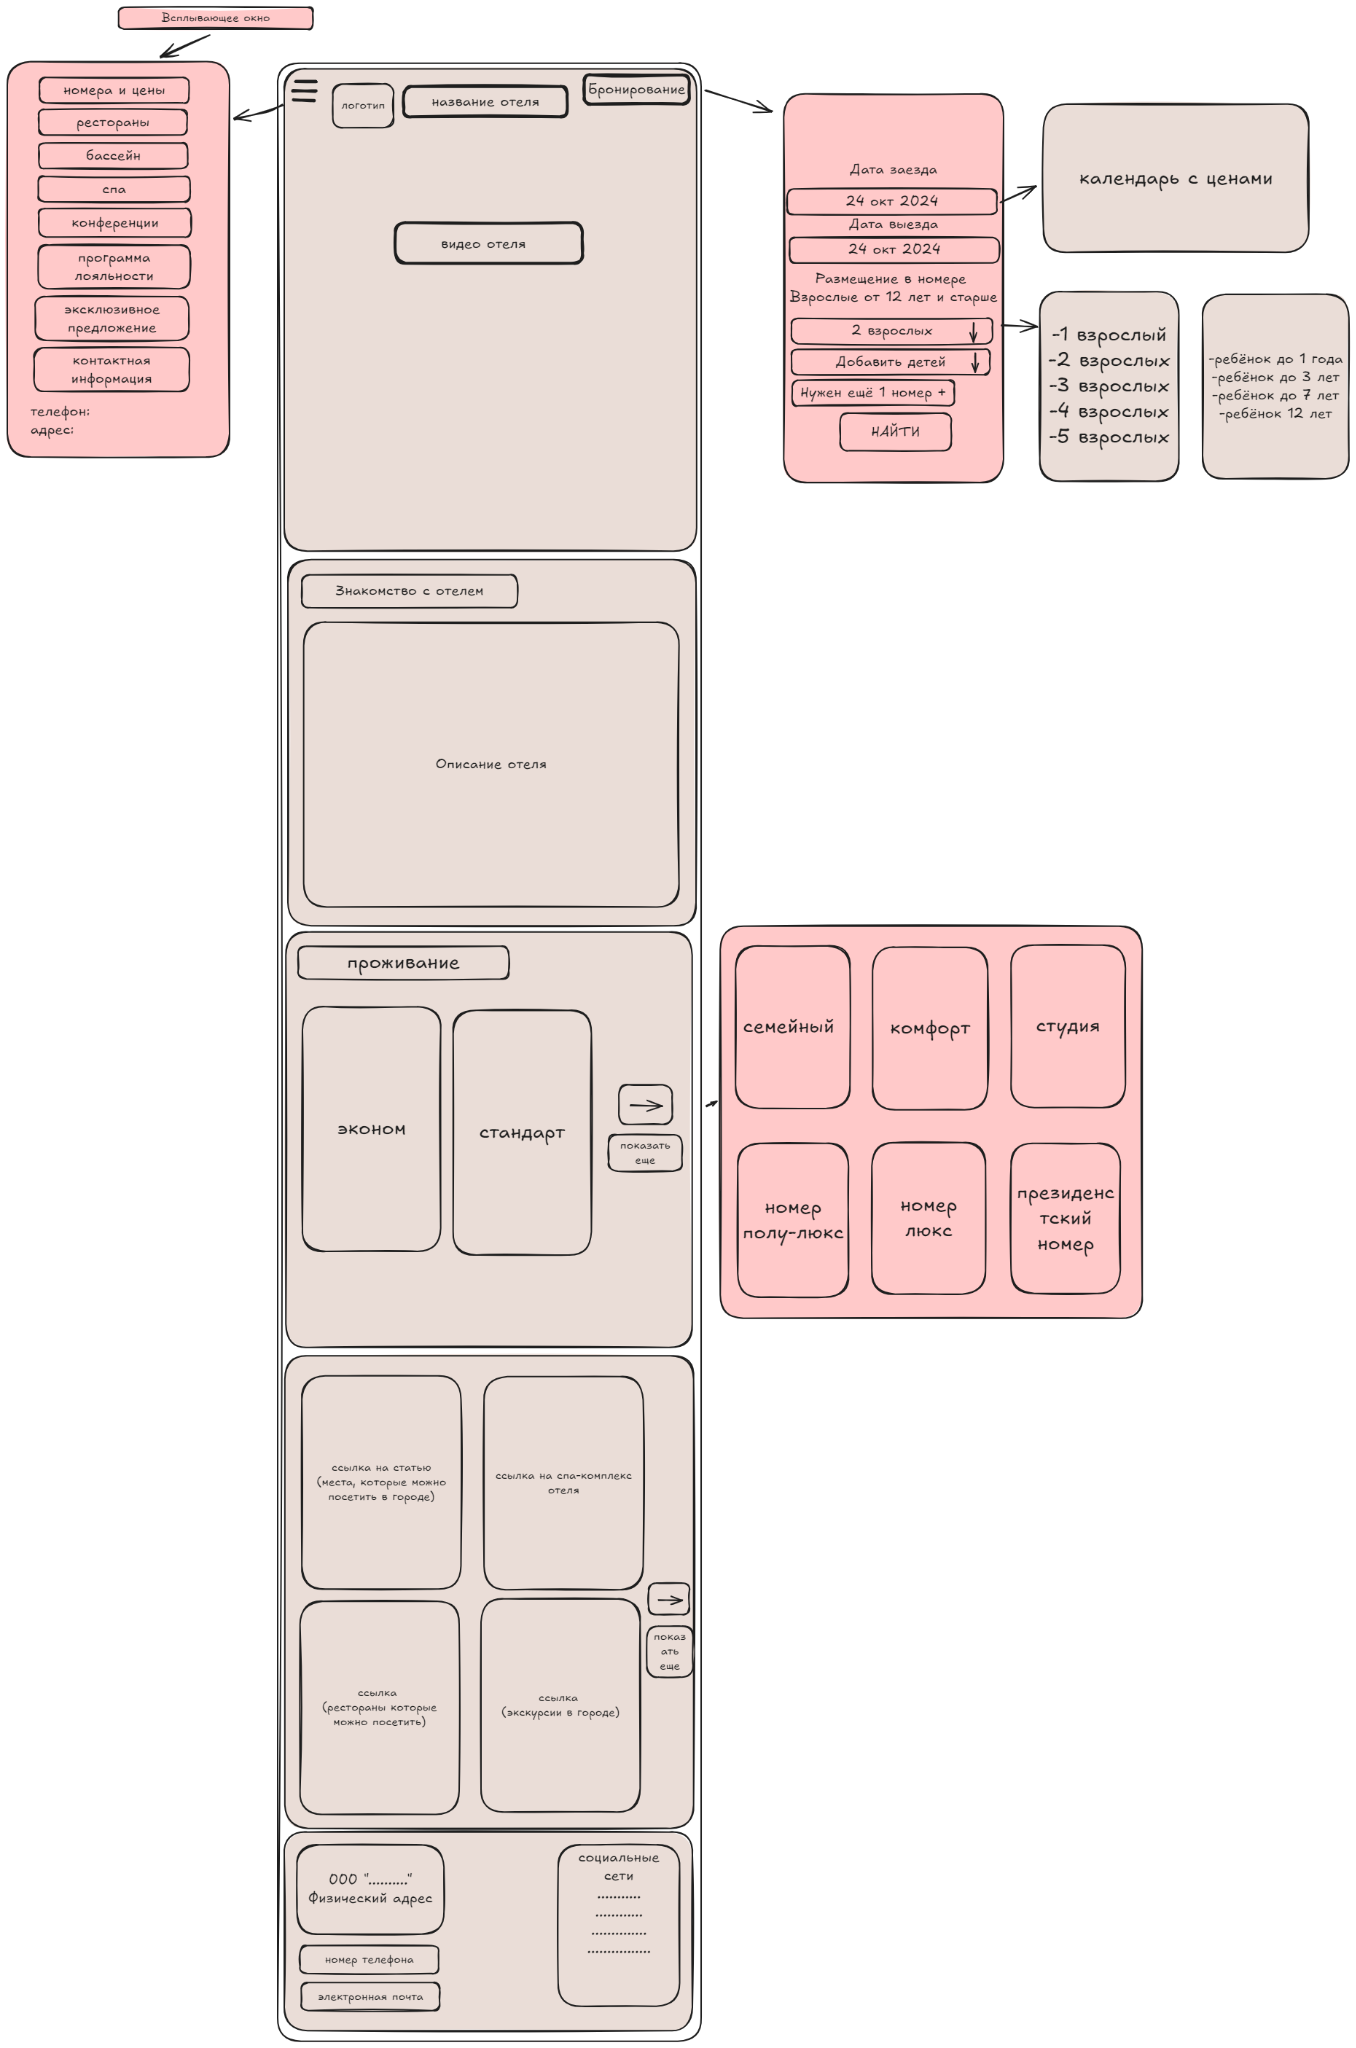 Всплывающее окно
номера и цены
рестораны
бассейн
спа
конференции
программа
лояльности
эксклюзивное
предложение
контактная
информация
телефон:
адрес:
логотип
название отеля
Бронирование
видео отеля
Дата заезда
24 окт 2024
Дата выезда
24 окт 2024
Размещение в номере
Взрослые от 12 лет и старше
2 взрослых
Добавить детей
Нужен ещё 1 номер +
НАЙТИ
календарь с ценами
-1 взрослый
-2 взрослых
-3 взрослых
-4 взрослых
-5 взрослых
-ребёнок до 1 года
-ребёнок до 3 лет
-ребёнок до 7 лет
-ребёнок 12 лет
Знакомство с отелем
Описание отеля
проживание
эконом
стандарт
показать
еще
семейный
комфорт
студия
номер
полу-люкс
номер
люкс
президенс
тский
номер
ссылка на статью
(места, которые можно
посетить в городе)
ссылка на спа-комплекс
отеля
ссылка
(рестораны которые
можно посетить)
ссылка
(экскурсии в городе)
показ
ать
еще
ООО ".........."
Физический адрес
номер телефона
электронная почта
социальные
сети
...........
............
..............
................